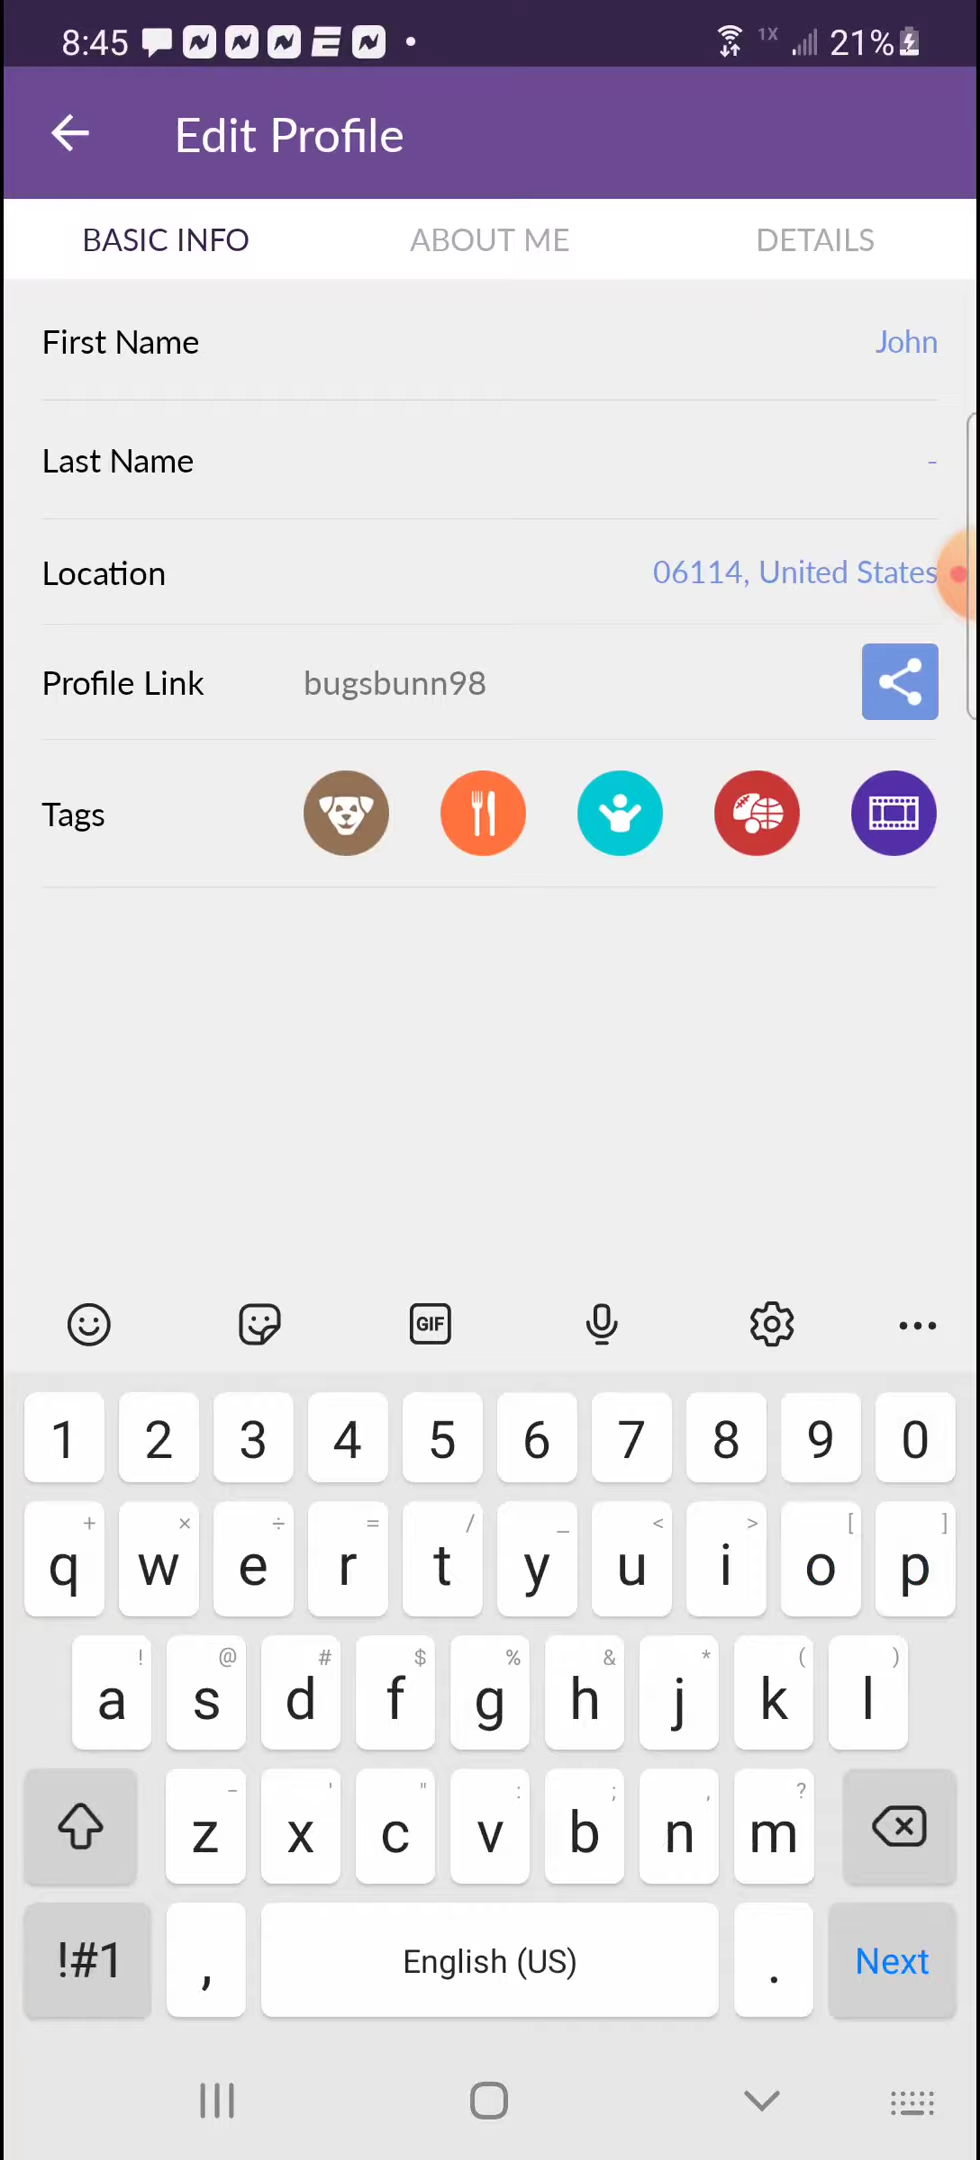 8:45 1X 21%
Edit Profile
BASIC INFO ABOUT ME DETAILS
First Name John
Last Name -
Location 06114, United States
Profile Link bugsbunn98
Tags
GIF
1 2 3 4 5 6 7 8 9 0
+ × ÷ = / _ < > [ ]
q w e r t y u i o p
! @ # $ % & * ( )
a s d f g h j k l
- ' " : ; , ?
z x c v b n m
!#1 , English (US) . Next